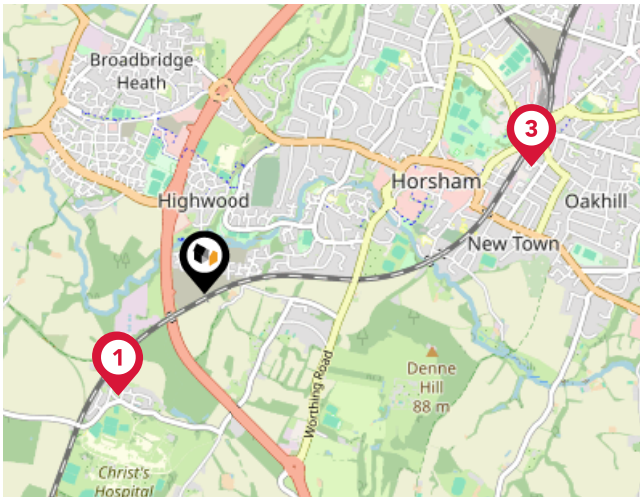 Broadbridge
Heath
3
Highwood
Horsham
Oakhill
New Town
1
Worthing Road
Denne
Hill
88 m
Christ's
Hospital